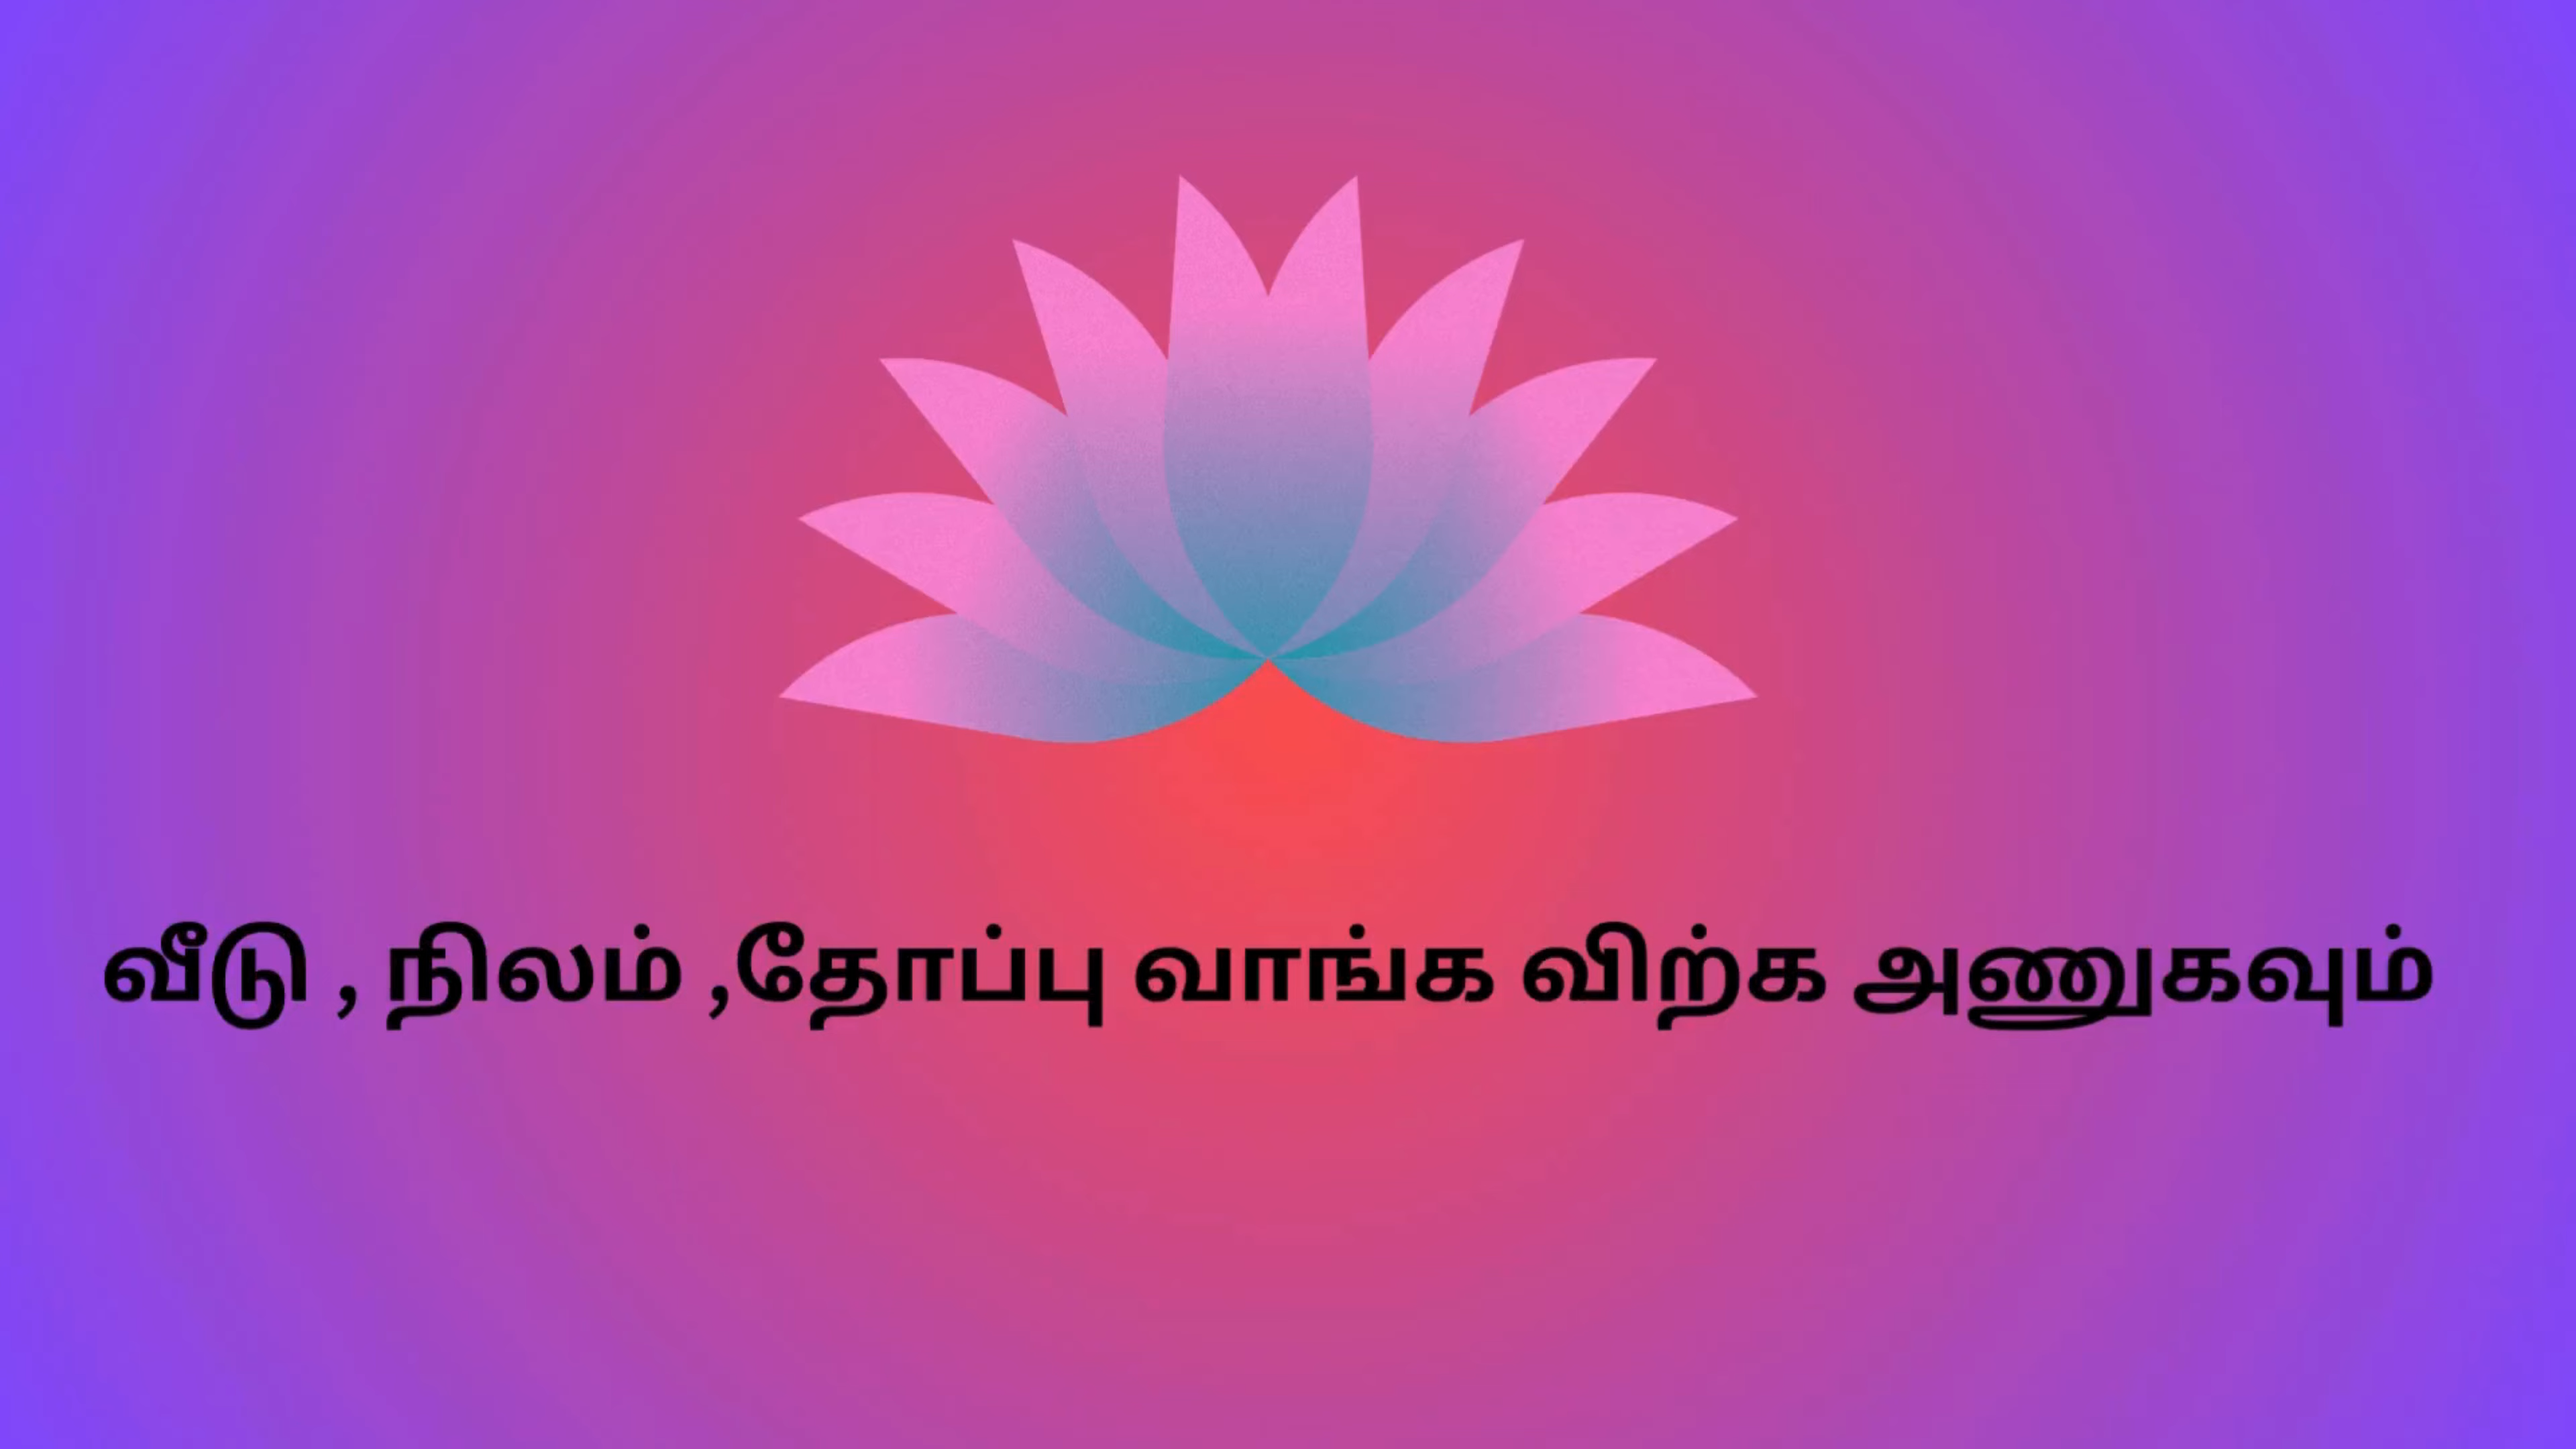 வீடு , நிலம் ,தோப்பு வாங்க விற்க அணுகவும்